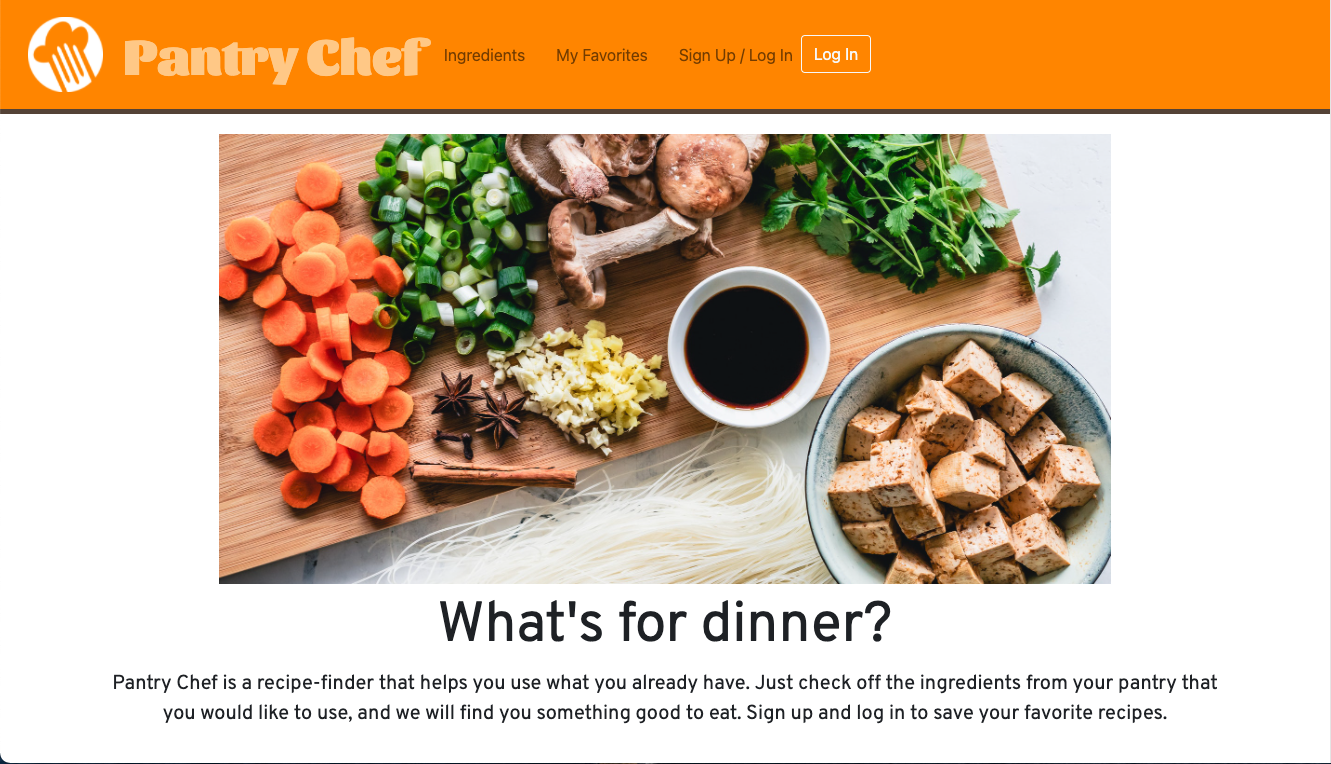 Pantry Chef
Ingredients
My Favorites
Sign Up / Log In
Log In
What's for dinner?
Pantry Chef is a recipe-finder that helps you use what you already have. Just check off the ingredients from your pantry that
you would like to use, and we will find you something good to eat. Sign up and log in to save your favorite recipes.